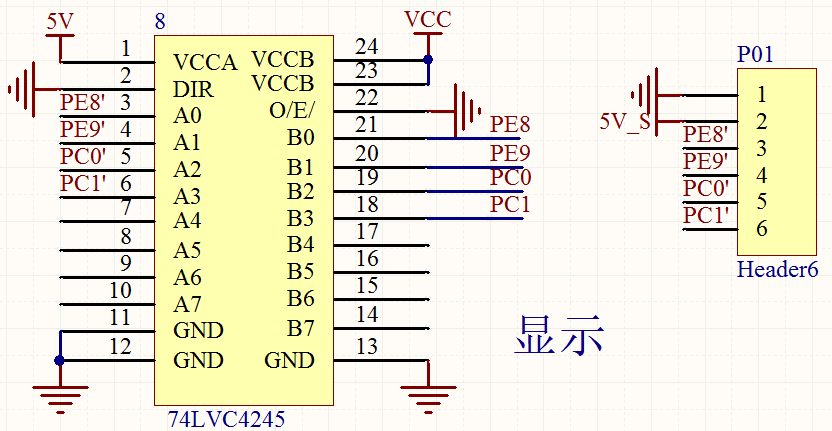 5V
8
VCC
1
VCCA
VCCB
24
2
DIR
VCCB
23
PE8'
3
A0
O/E/
22
PE9'
4
A1
B0
21
PE8
PC0'
5
A2
B1
20
PE9
PC1'
6
A3
B2
19
PC0
7
A4
B3
18
PC1
8
A5
B4
17
9
A6
B5
16
10
A7
B6
15
11
GND
B7
14
12
GND
GND
13
74LVC4245
P01
1
5V_S
2
PE8'
3
PE9'
4
PC0'
5
PC1'
6
Header6
显示